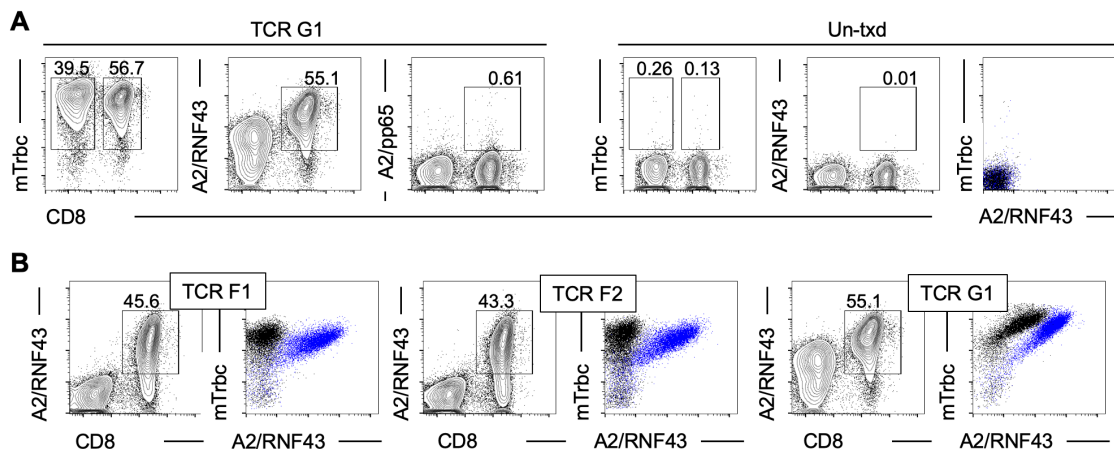 A
TCR G1
Un-txd
mTrbc
39.5 56.7
A2/RNF43
55.1
A2/pp65
0.61
mTrbc
0.26 0.13
A2/RNF43
0.01
mTrbc
CD8
A2/RNF43
B
TCR F1
A2/RNF43
45.6
mTrbc
CD8
A2/RNF43
TCR F2
A2/RNF43
43.3
mTrbc
CD8
A2/RNF43
TCR G1
A2/RNF43
55.1
mTrbc
CD8
A2/RNF43